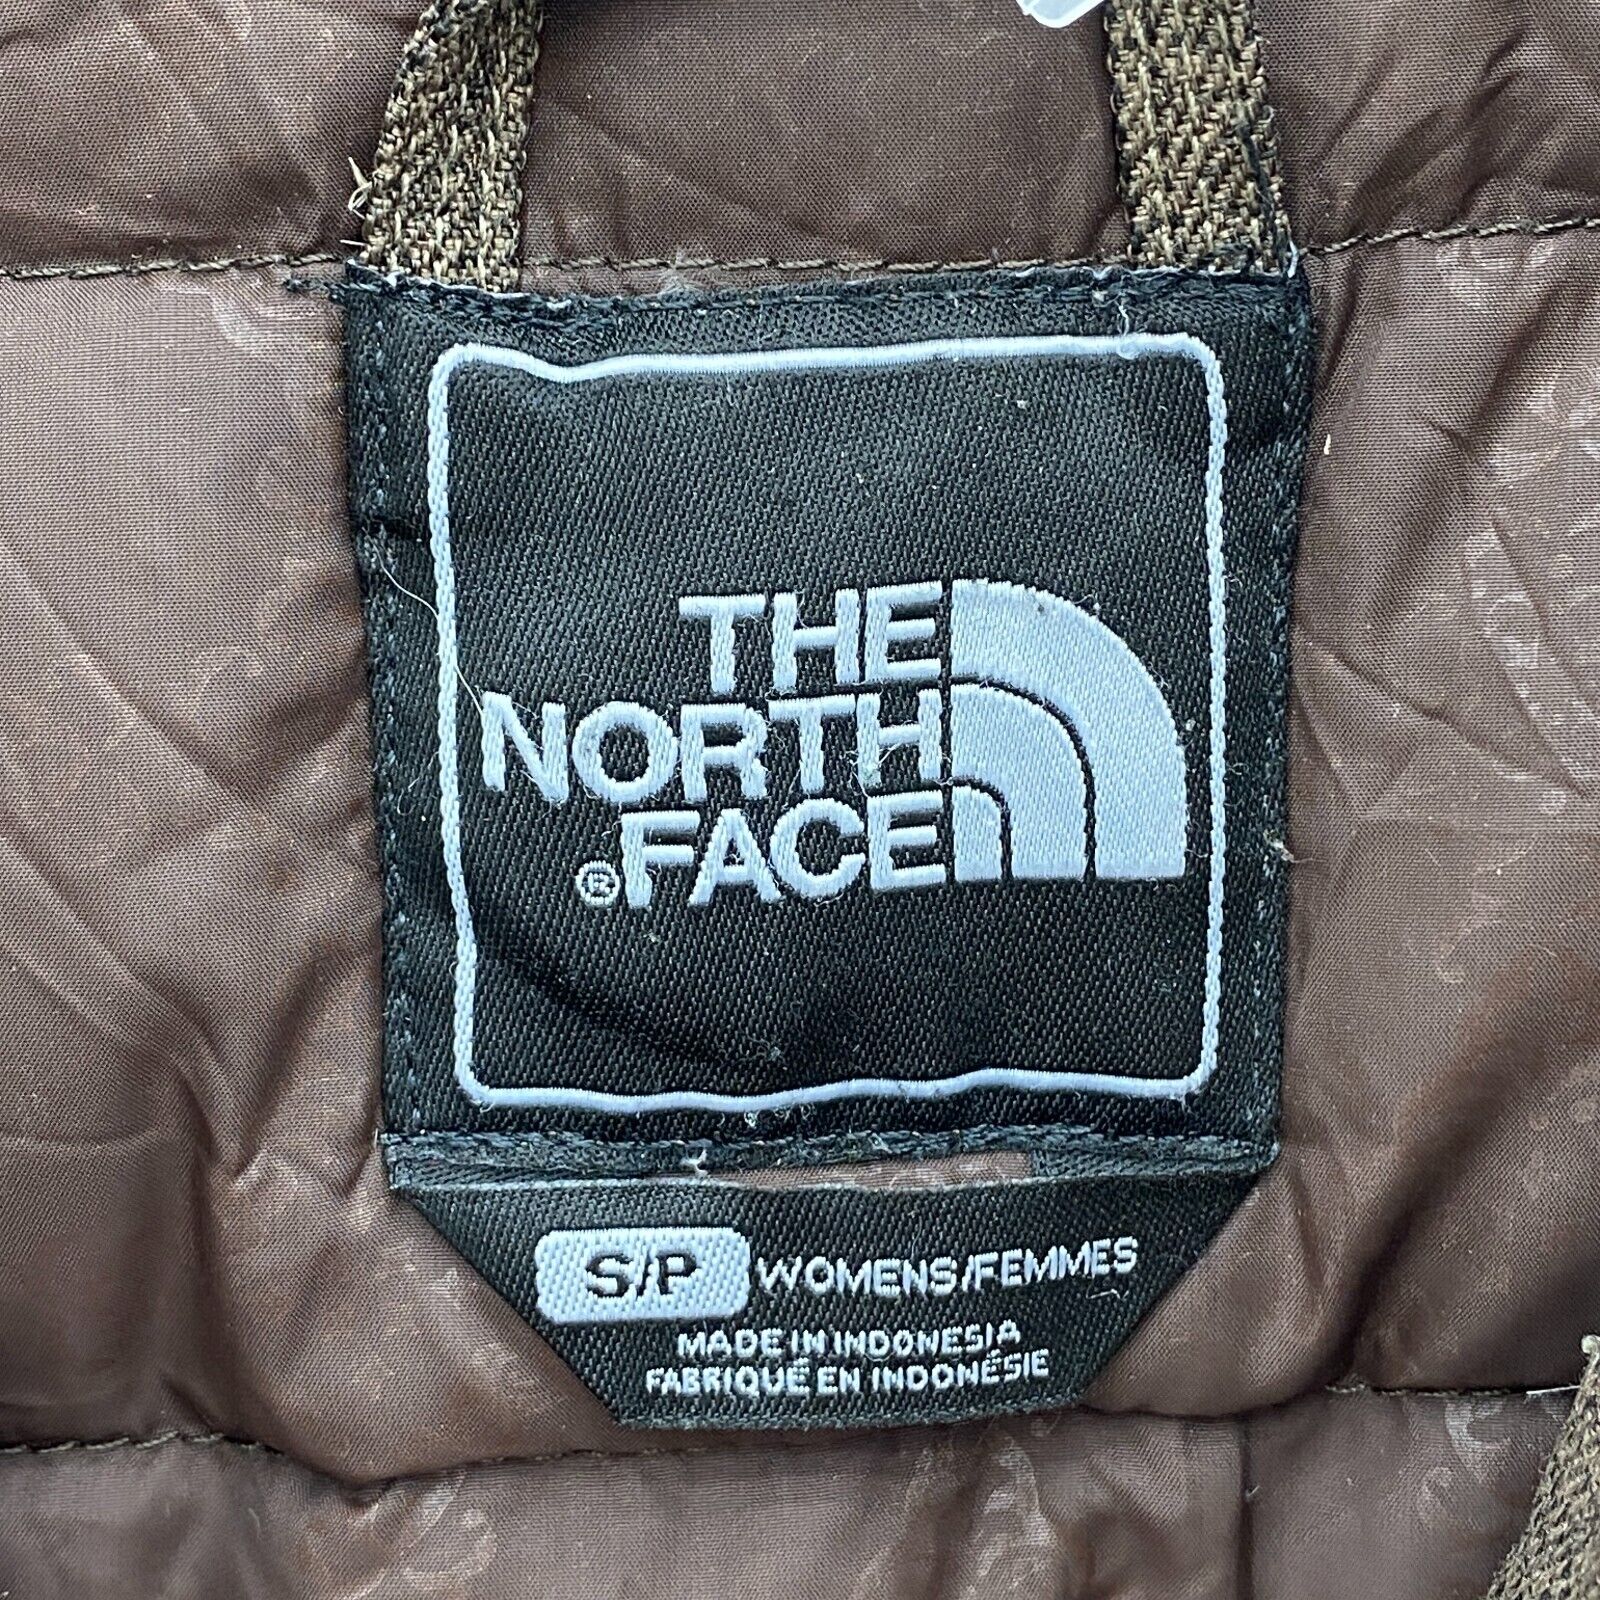 THE
NORTH
®FACE
S/P WOMENS/FEMMES
MADE IN INDONESIA
FABRIQUÉ EN INDONÉSIE